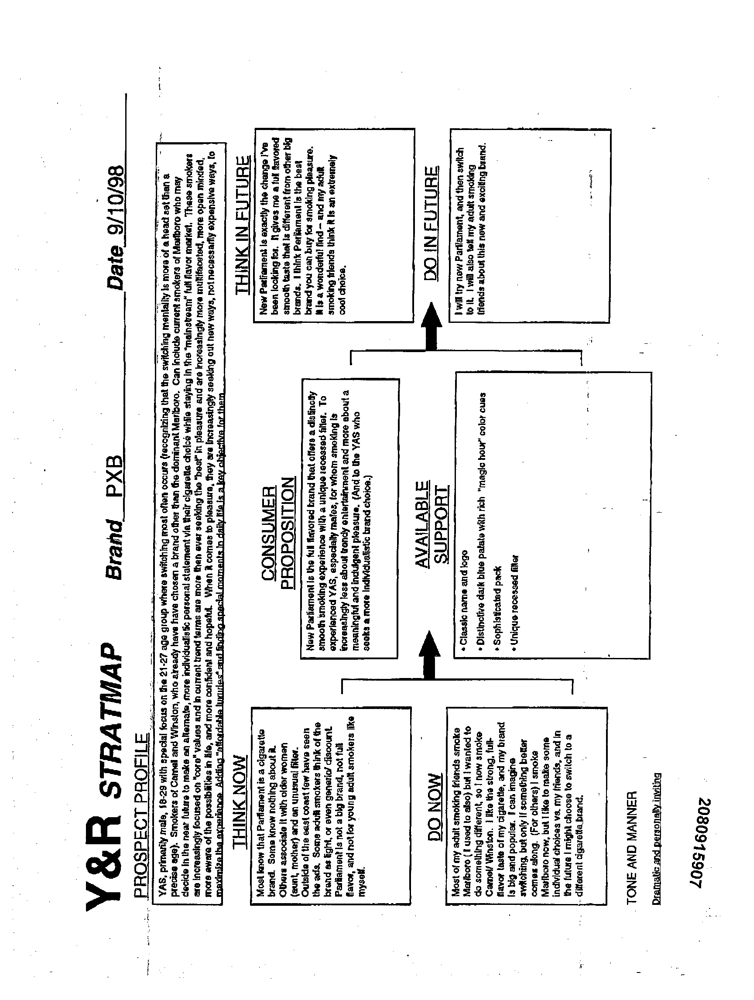 Y&R STRATMAP Brand PXB Date 9/10/98
PROSPECT PROFILE
YAS, primarily male, 18-29 with special focus on the 21-27 age group where switching most often occurs (recognizing that the switching mentality is more of a head set than a
precise age). Smokers of Camel and Winston, who already have have chosen a brand other than the dominant Marlboro. Can include current smokers of Marlboro who may
decide in the near future to make an alternate, more individualistic personal statement via their cigarette choice while staying in the "mainstream" full flavor market. These smokers
are increasingly focused on "core" values and in current trend terms are more than ever seeking the "best" in pleasure and are increasingly more multifaceted, more open minded,
more aware of the possibilities in life, and more confident and hopeful. When it comes to pleasure, they are increasingly seeking out new ways, not necessarily expensive ways, to
maximize the experience. Adding "affordable luxuries" and finding special moments in daily life is a key objective for them.
THINK NOW
Most know that Parliament is a cigarette
brand. Some know nothing about it.
Others associate it with older women
(aunt, mother) and an unusual filter.
Outside of the east coast few have seen
the ads. Some adult smokers think of the
brand as light, or even generic/ discount.
Parliament is not a big brand, not full
flavor, and not for young adult smokers like
myself.
CONSUMER
PROPOSITION
New Parliament is the full flavored brand that offers a distinctly
smooth smoking experience with a unique recessed filter. To
experienced YAS, especially males, for whom smoking is
increasingly less about trendy entertainment and more about a
meaningful and indulgent pleasure. (And to the YAS who
seeks a more individualistic brand choice.)
THINK IN FUTURE
New Parliament is exactly the change I've
been looking for. It gives me a full flavored
smooth taste that is different from other big
brands. I think Parliament is the best
brand you can buy for smoking pleasure.
It is a wonderful find – and my adult
smoking friends think it is an extremely
cool choice.
DO NOW
Most of my adult smoking friends smoke
Marlboro ( I used to also) but I wanted to
do something different, so I now smoke
Camel/ Winston. I like the strong, full-
flavor taste of my cigarette, and my brand
is big and popular. I can imagine
switching, but only if something better
comes along. (For others) I smoke
Marlboro now, but I like to make some
individual choices vs. my friends, and in
the future I might choose to switch to a
different cigarette brand.
AVAILABLE
SUPPORT
• Classic name and logo
• Distinctive dark blue palate with rich "magic hour" color cues
• Sophisticated pack
• Unique recessed filter
DO IN FUTURE
I will try new Parliament, and then switch
to it. I will also tell my adult smoking
friends about this new and exciting brand.
TONE AND MANNER
Dramatic and personally inviting
2080915907